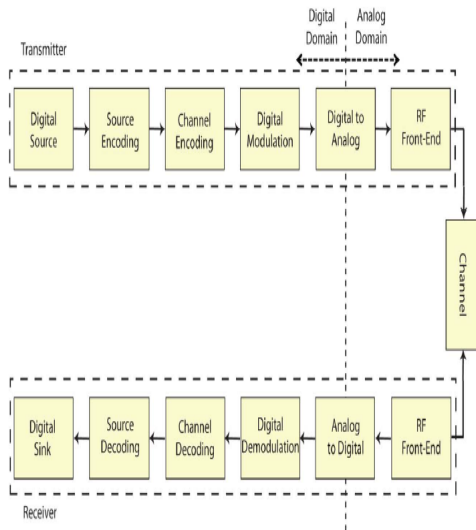 Digital Analog
Domain Domain
Transmitter
Digital
Source
Source
Encoding
Channel
Encoding
Digital
Modulation
Digital to
Analog
RF
Front-End
Channel
Digital
Sink
Source
Decoding
Channel
Decoding
Digital
Demodulation
Analog
to Digital
RF
Front-End
Receiver